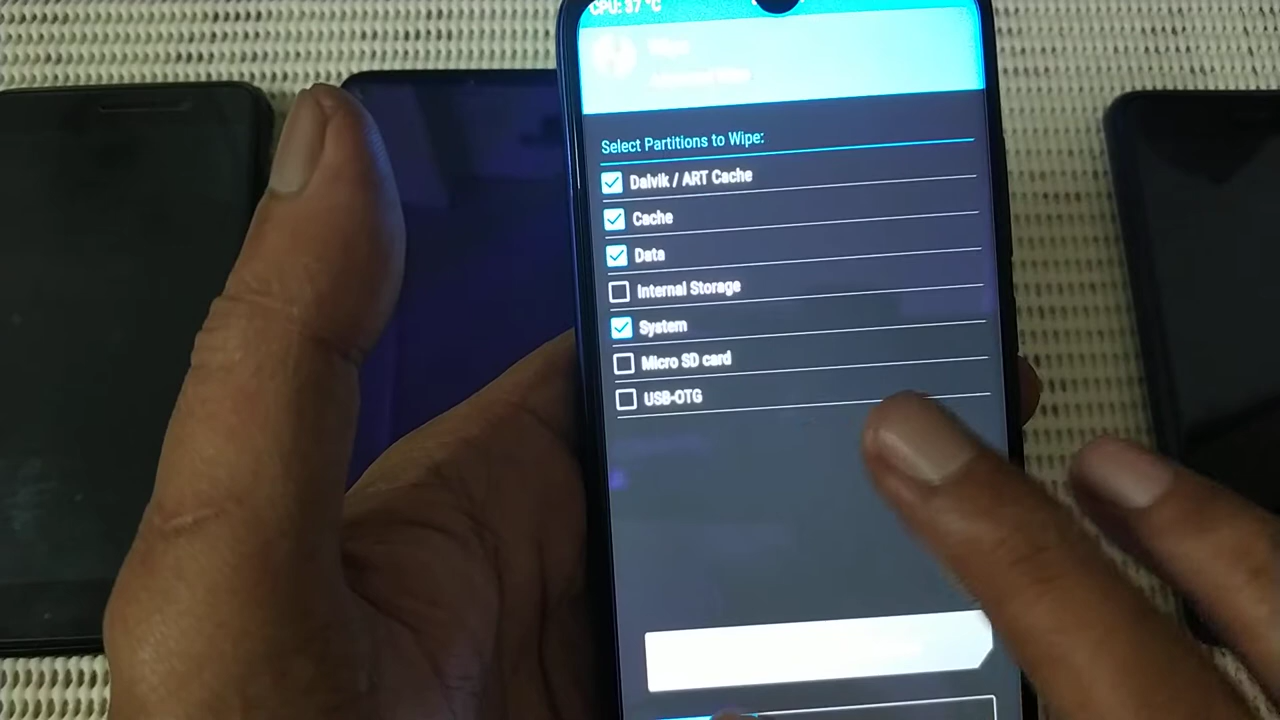 CPU: 37 °C
Wipe
Select Partitions to Wipe:
Dalvik / ART Cache
Cache
Data
Internal Storage
System
Micro SD card
USB-OTG